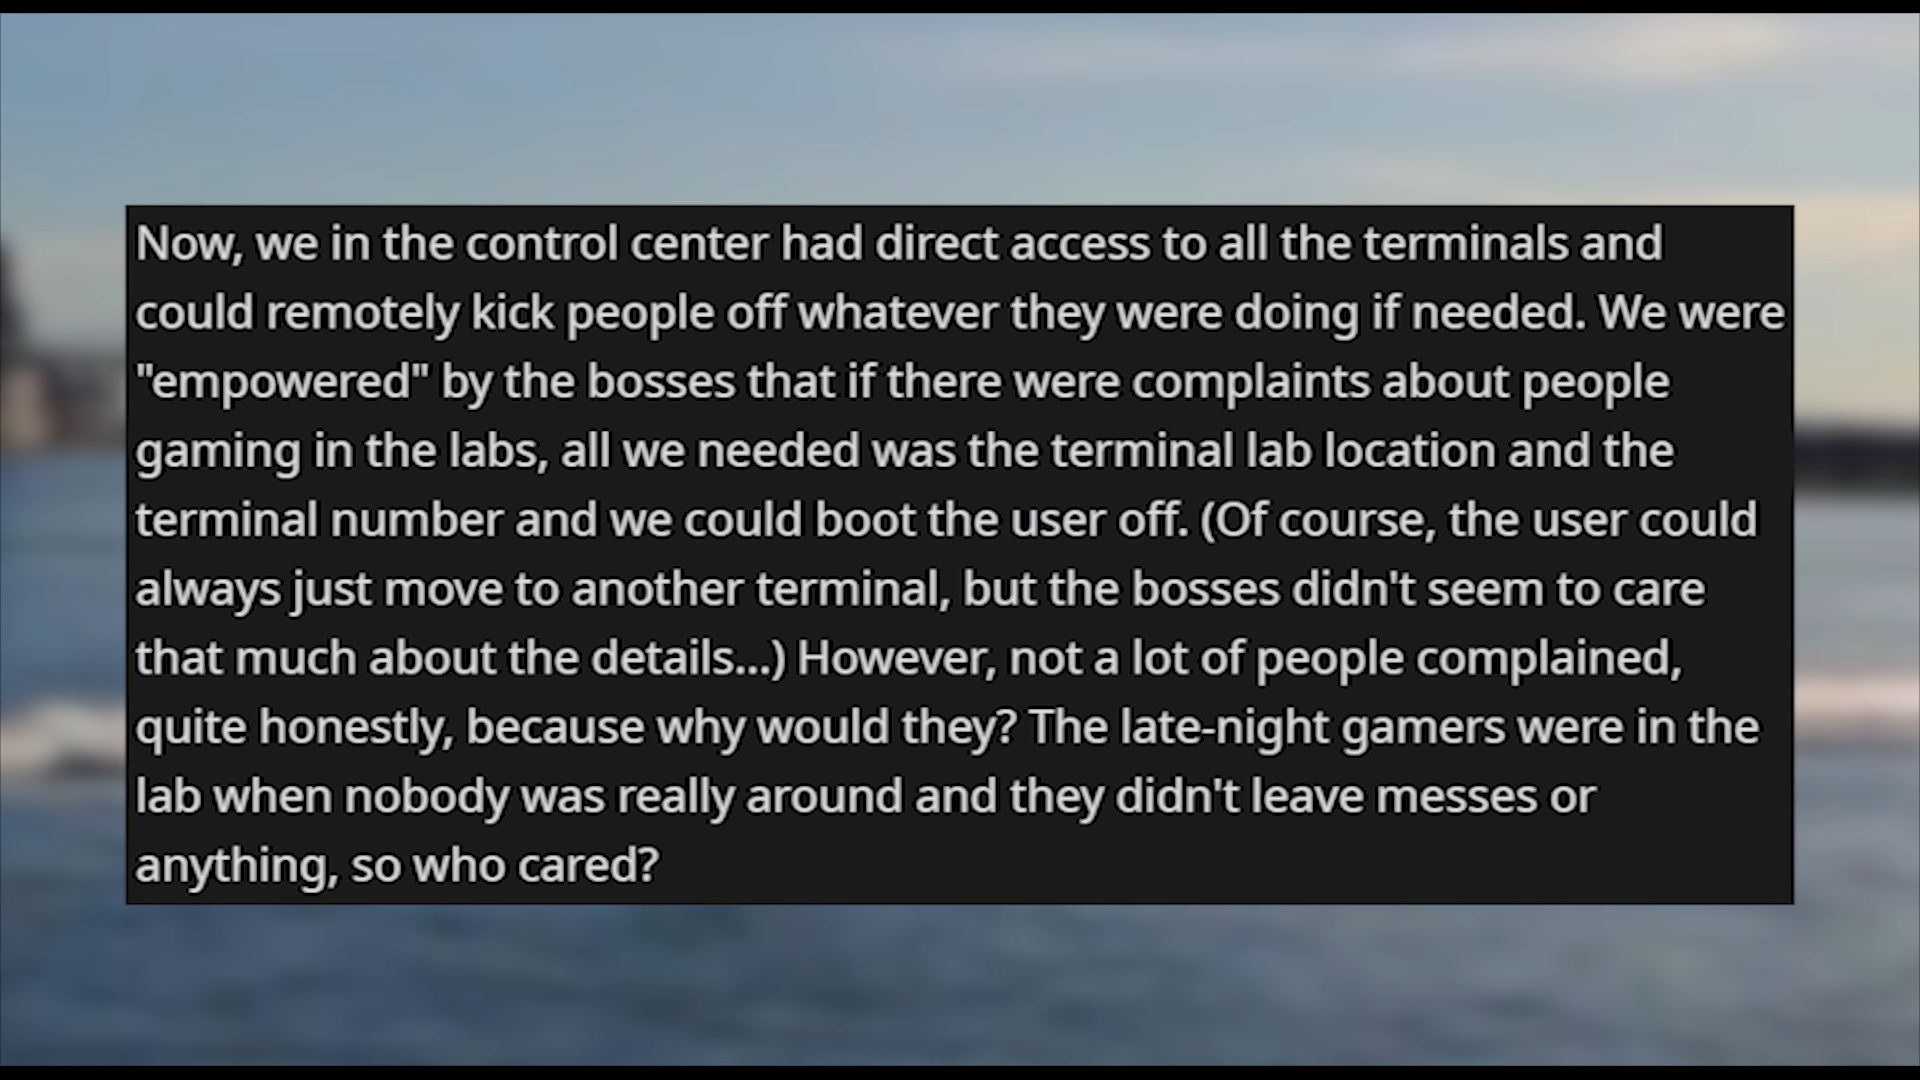 Now, we in the control center had direct access to all the terminals and
could remotely kick people off whatever they were doing if needed. We were
"empowered" by the bosses that if there were complaints about people
gaming in the labs, all we needed was the terminal lab location and the
terminal number and we could boot the user off. (Of course, the user could
always just move to another terminal, but the bosses didn't seem to care
that much about the details...) However, not a lot of people complained,
quite honestly, because why would they? The late-night gamers were in the
lab when nobody was really around and they didn't leave messes or
anything, so who cared?